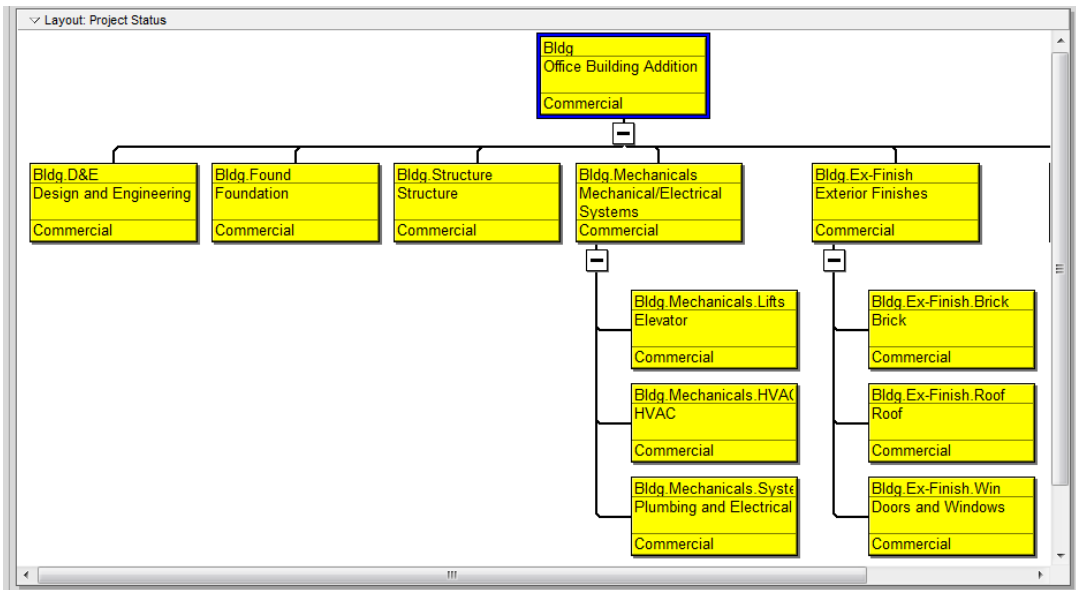 Layout: Project Status
Bldg
Office Building Addition
Commercial
Bldg.D&E
Design and Engineering
Commercial
Bldg.Found
Foundation
Commercial
Bldg.Structure
Structure
Commercial
Bldg.Mechanicals
Mechanical/Electrical
Systems
Commercial
Bldg.Ex-Finish
Exterior Finishes
Commercial
Bldg.Mechanicals.Lifts
Elevator
Commercial
Bldg.Mechanicals.HVAC
HVAC
Commercial
Bldg.Mechanicals.Syste
Plumbing and Electrical
Commercial
Bldg.Ex-Finish.Brick
Brick
Commercial
Bldg.Ex-Finish.Roof
Roof
Commercial
Bldg.Ex-Finish.Win
Doors and Windows
Commercial